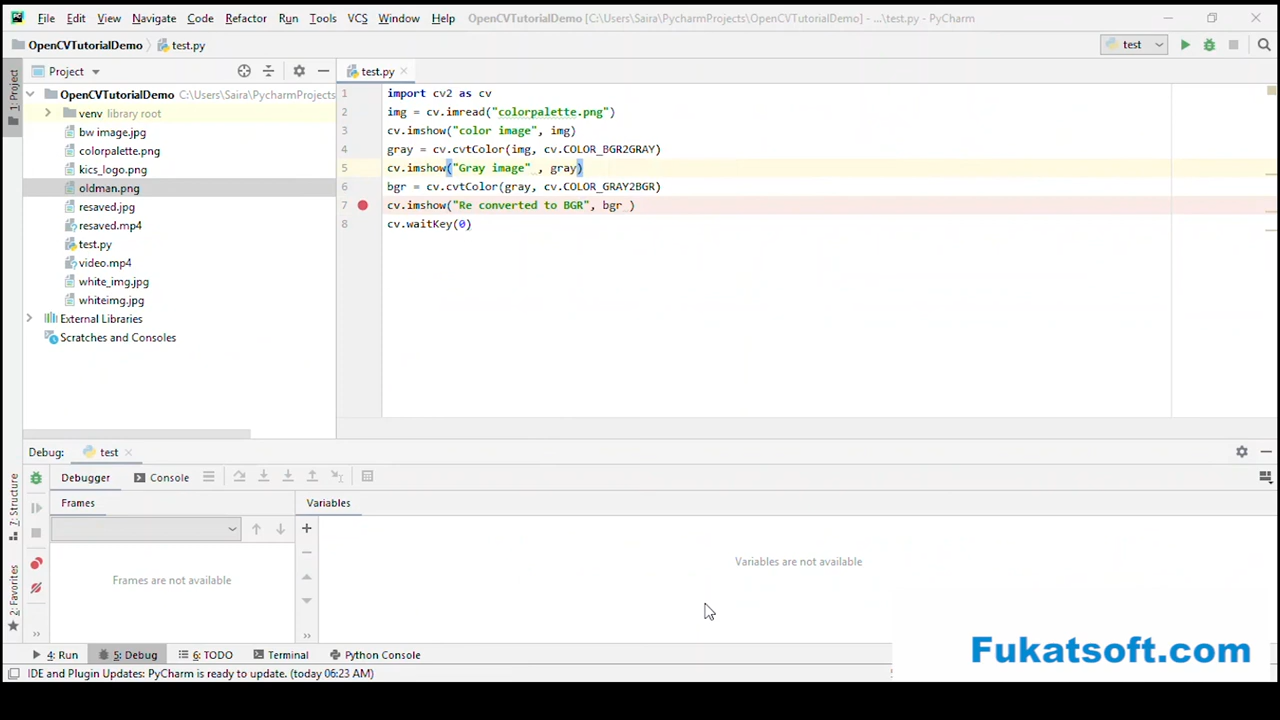 File Edit View Navigate Code Refactor Run Tools VCS Window Help OpenCVTutorialDemo [C:\Users\Saira\PycharmProjects\OpenCVTutorialDemo] - ...\test.py - PyCharm
OpenCVTutorialDemo test.py test
1: Project
Project
test.py
OpenCVTutorialDemo C:\Users\Saira\PycharmProjects
venv library root
bw image.jpg
colorpalette.png
kics_logo.png
oldman.png
resaved.jpg
resaved.mp4
test.py
video.mp4
white_img.jpg
whiteimg.jpg
External Libraries
Scratches and Consoles
1 import cv2 as cv
2 img = cv.imread("colorpalette.png")
3 cv.imshow("color image", img)
4 gray = cv.cvtColor(img, cv.COLOR_BGR2GRAY)
5 cv.imshow("Gray image" , gray)
6 bgr = cv.cvtColor(gray, cv.COLOR_GRAY2BGR)
7 cv.imshow("Re converted to BGR", bgr )
8 cv.waitKey(0)
Debug: test
Debugger Console
Frames Variables
Frames are not available
Variables are not available
7: Structure
2: Favorites
4: Run 5: Debug 6: TODO Terminal Python Console
IDE and Plugin Updates: PyCharm is ready to update. (today 06:23 AM)
Fukatsoft.com